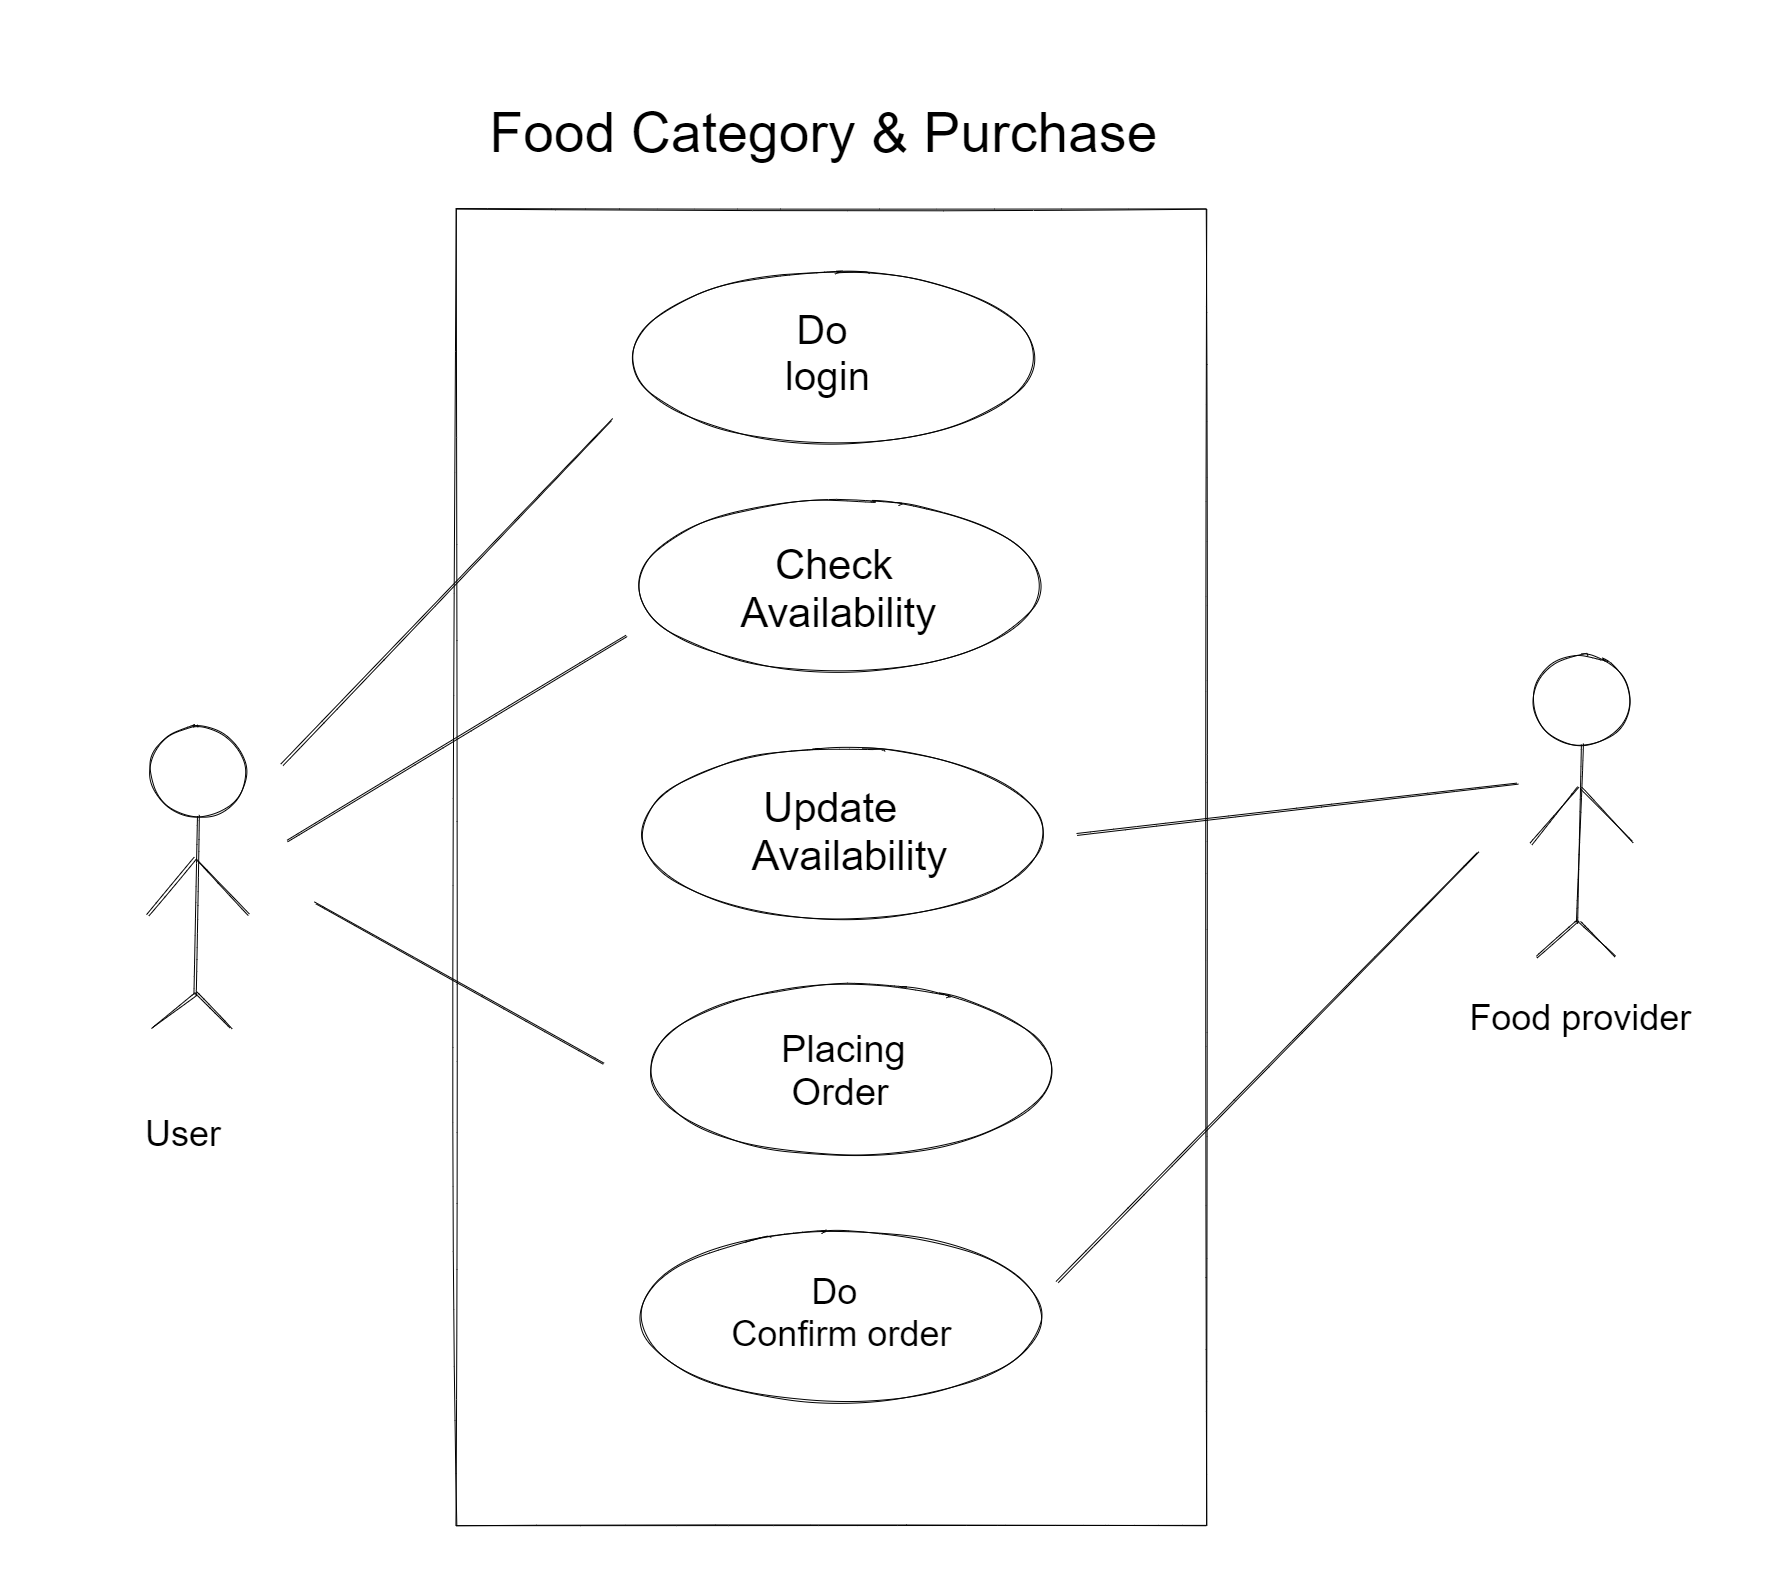 Food Category & Purchase
Do
login
Check
Availability
Update
Availability
Placing
Order
Do
Confirm order
User
Food provider